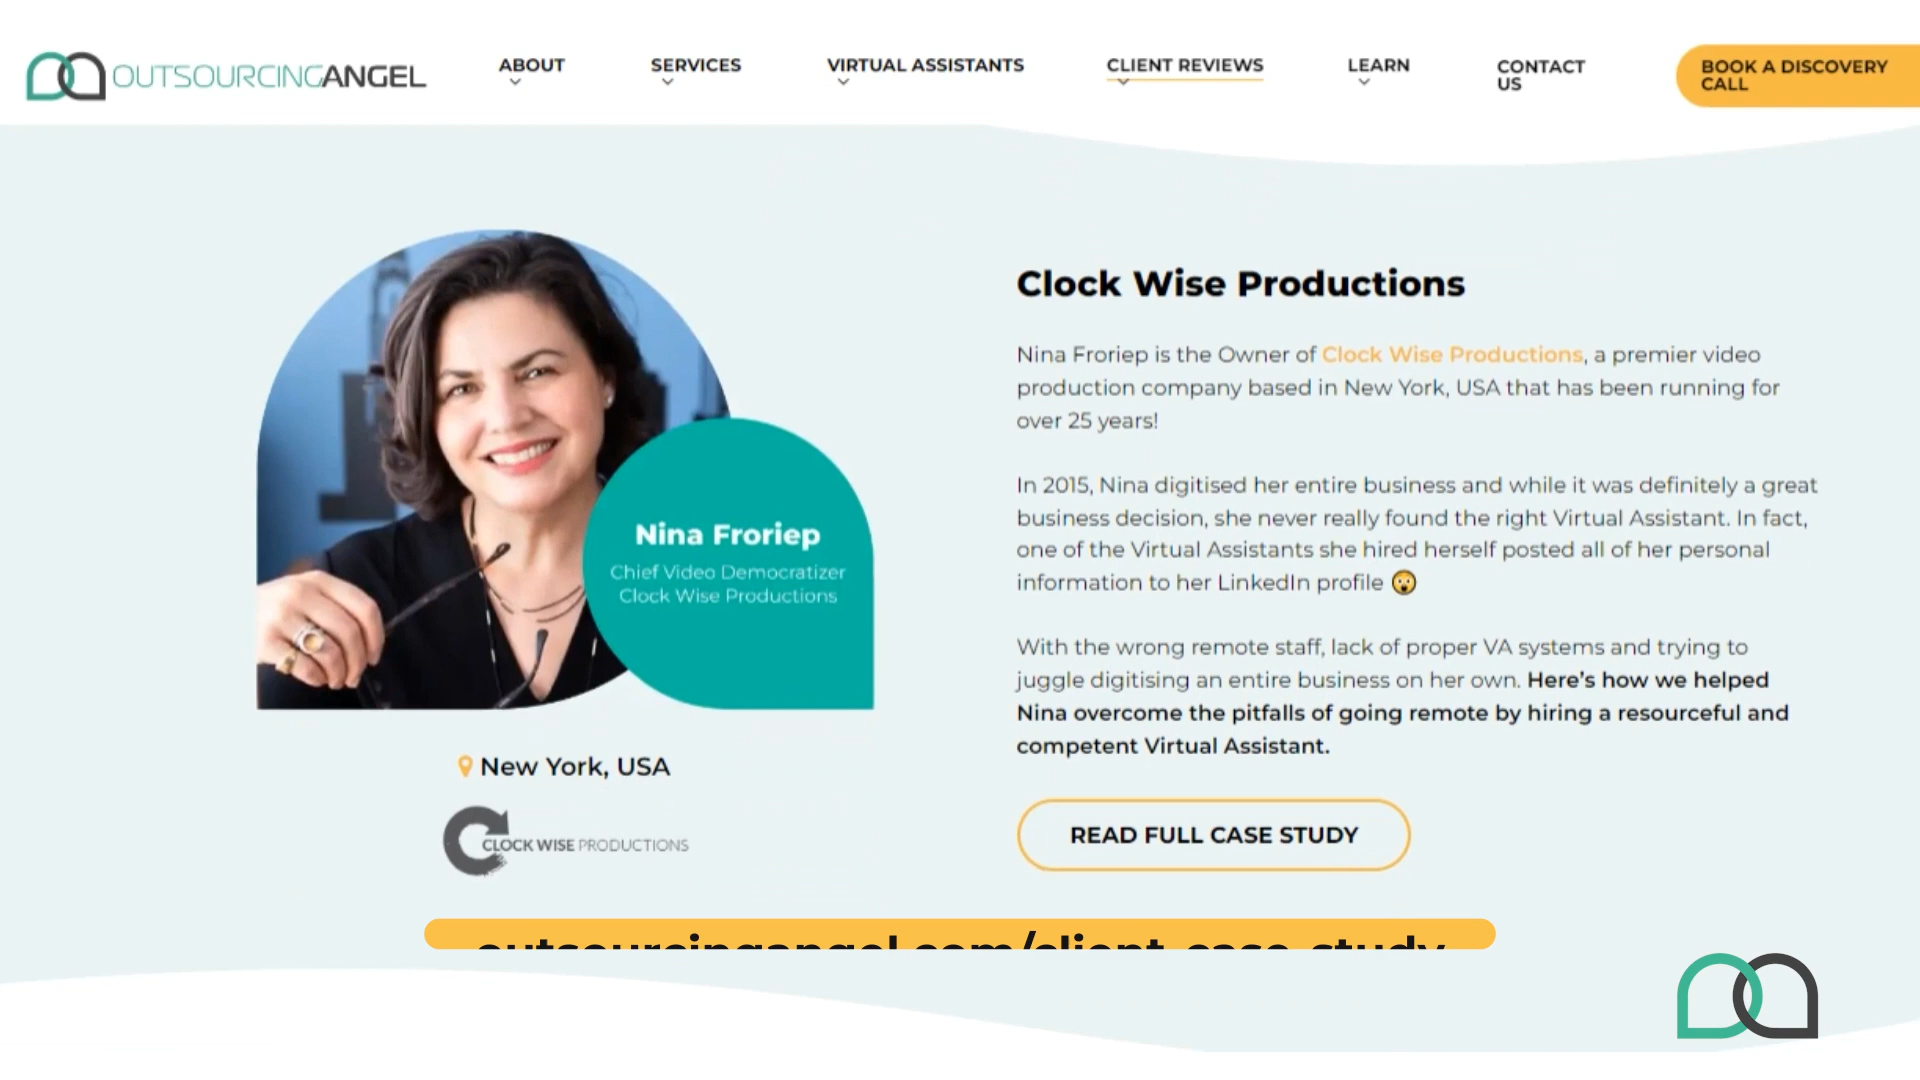 OUTSOURCINGANGEL
ABOUT
SERVICES
VIRTUAL ASSISTANTS
CLIENT REVIEWS
LEARN
CONTACT
US
BOOK A DISCOVERY
CALL
Nina Froriep
Chief Video Democratizer
Clock Wise Productions
New York, USA
CLOCK WISE PRODUCTIONS
Clock Wise Productions
Nina Froriep is the Owner of Clock Wise Productions, a premier video
production company based in New York, USA that has been running for
over 25 years!
In 2015, Nina digitised her entire business and while it was definitely a great
business decision, she never really found the right Virtual Assistant. In fact,
one of the Virtual Assistants she hired herself posted all of her personal
information to her LinkedIn profile 😲
With the wrong remote staff, lack of proper VA systems and trying to
juggle digitising an entire business on her own. Here's how we helped
Nina overcome the pitfalls of going remote by hiring a resourceful and
competent Virtual Assistant.
READ FULL CASE STUDY
outsourcingangel.com/client-case-study